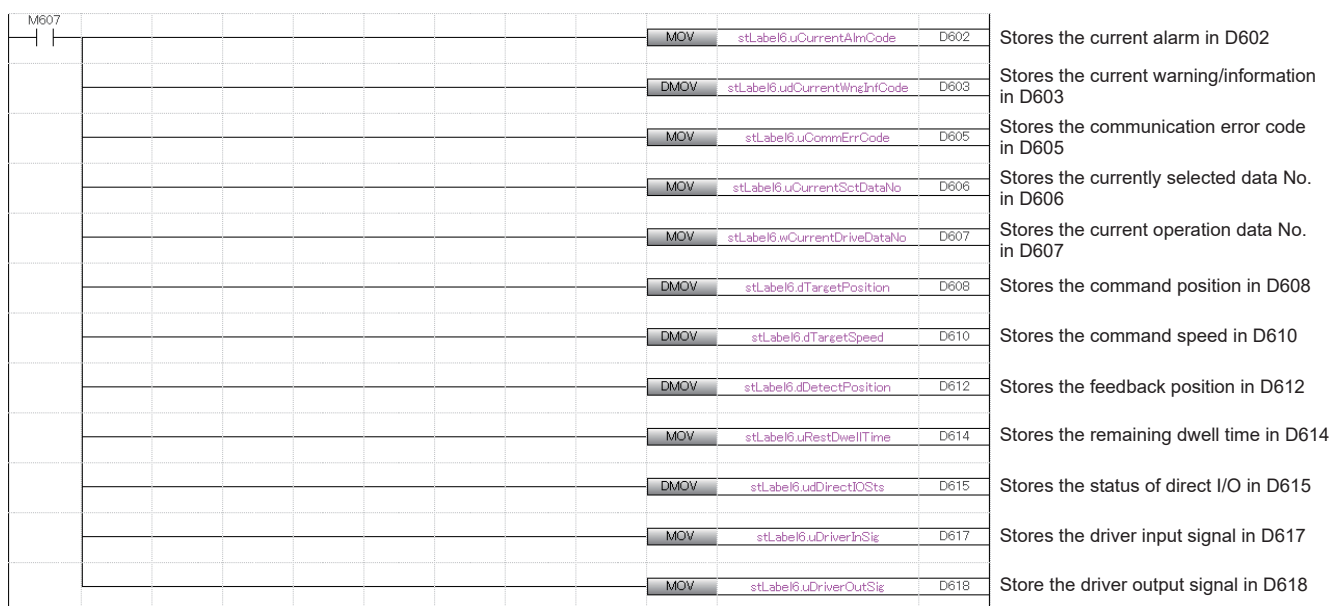 M607
MOV stLabel6.uCurrentAlmCode D602 Stores the current alarm in D602
DMOV stLabel6.udCurrentWngInfCode D603 Stores the current warning/information
in D603
MOV stLabel6.uCommErrCode D605 Stores the communication error code
in D605
MOV stLabel6.uCurrentSctDataNo D606 Stores the currently selected data No.
in D606
MOV stLabel6.wCurrentDriveDataNo D607 Stores the current operation data No.
in D607
DMOV stLabel6.dTargetPosition D608 Stores the command position in D608
DMOV stLabel6.dTargetSpeed D610 Stores the command speed in D610
DMOV stLabel6.dDetectPosition D612 Stores the feedback position in D612
MOV stLabel6.uRestDwellTime D614 Stores the remaining dwell time in D614
DMOV stLabel6.udDirectIOSts D615 Stores the status of direct I/O in D615
MOV stLabel6.uDriverInSig D617 Stores the driver input signal in D617
MOV stLabel6.uDriverOutSig D618 Store the driver output signal in D618